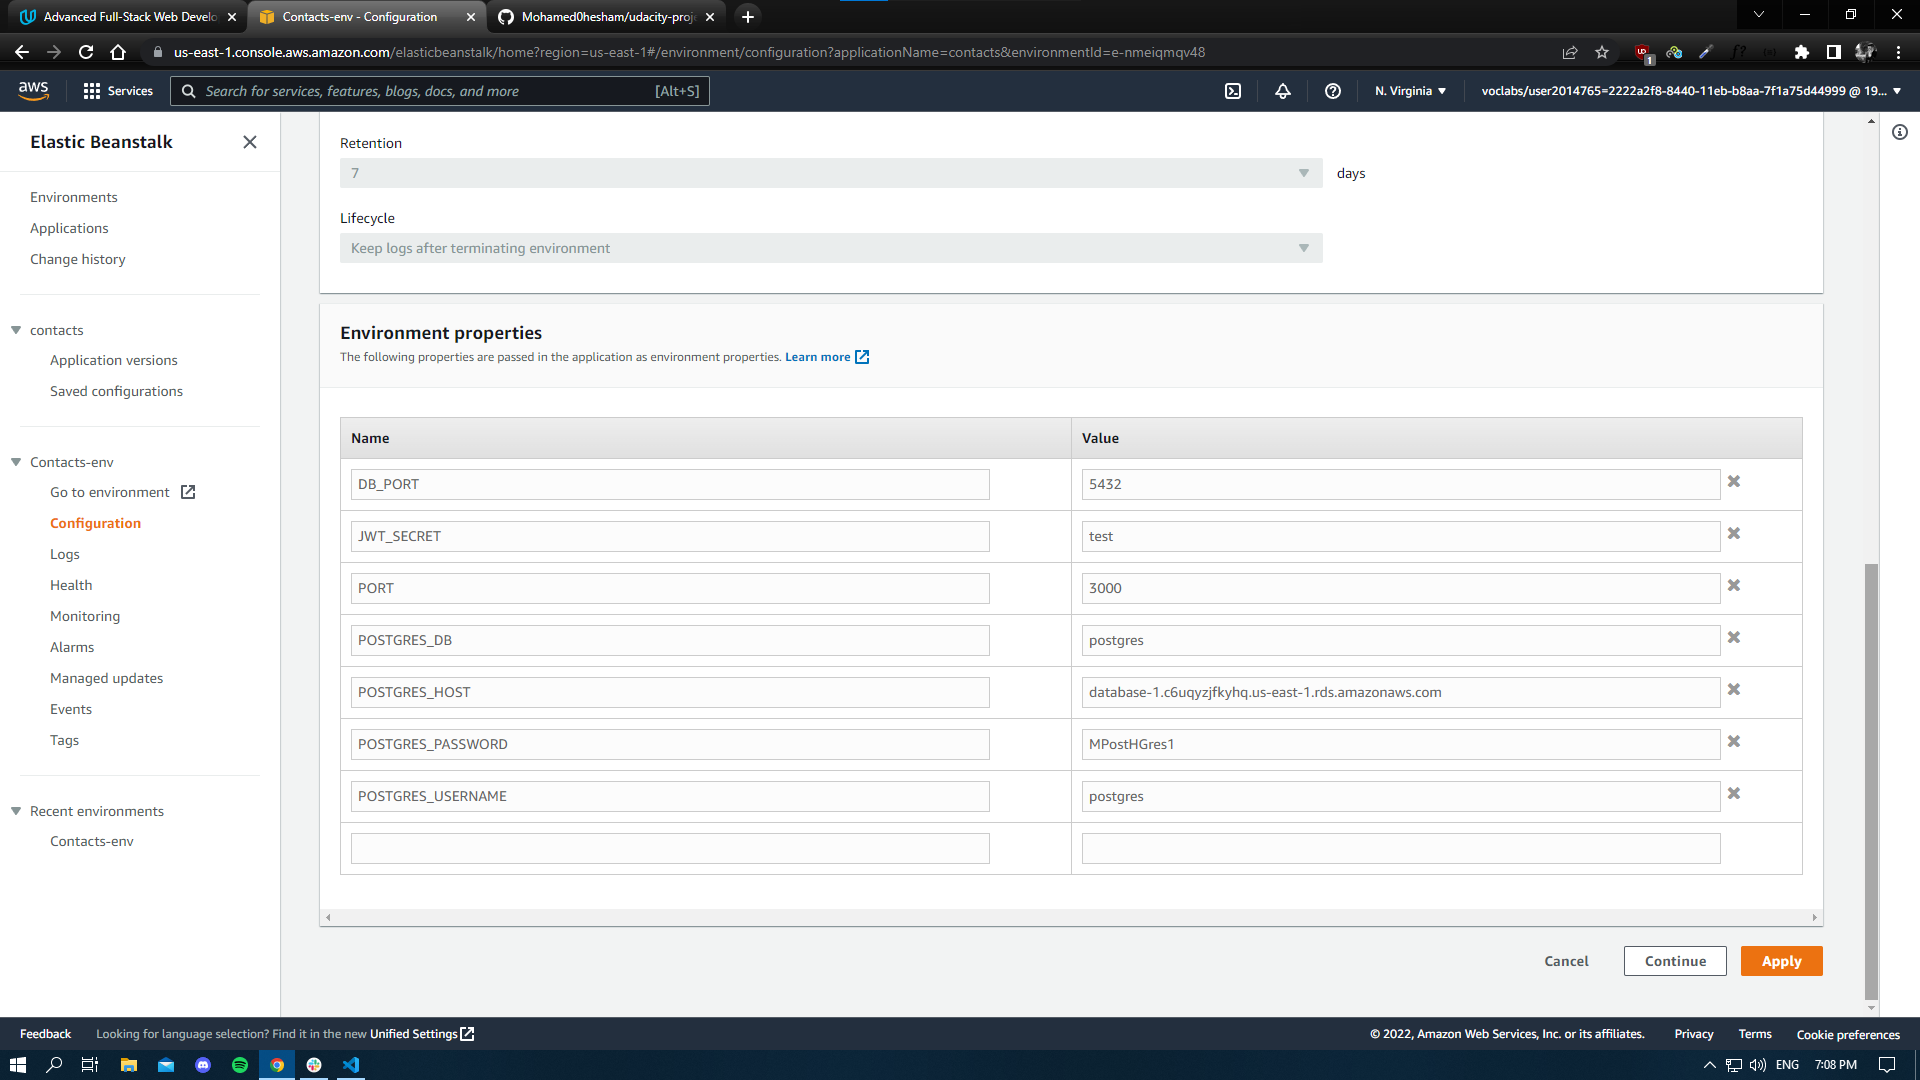 Advanced Full-Stack Web Develo
Contacts-env - Configuration
Mohamed0hesham/udacity-proje
us-east-1.console.aws.amazon.com/elasticbeanstalk/home?region=us-east-1#/environment/configuration?applicationName=contacts&environmentId=e-nmeiqmqv48
1
aws
Services
Search for services, features, blogs, docs, and more
[Alt+S]
N. Virginia
voclabs/user2014765=2222a2f8-8440-11eb-b8aa-7f1a75d44999 @ 19...
Elastic Beanstalk
Environments
Applications
Change history
contacts
Application versions
Saved configurations
Contacts-env
Go to environment
Configuration
Logs
Health
Monitoring
Alarms
Managed updates
Events
Tags
Recent environments
Contacts-env
Retention
7
days
Lifecycle
Keep logs after terminating environment
Environment properties
The following properties are passed in the application as environment properties. Learn more
Name Value
DB_PORT 5432
JWT_SECRET test
PORT 3000
POSTGRES_DB postgres
POSTGRES_HOST database-1.c6uqyzjfkyhq.us-east-1.rds.amazonaws.com
POSTGRES_PASSWORD MPostHGres1
POSTGRES_USERNAME postgres
Cancel
Continue
Apply
Feedback
Looking for language selection? Find it in the new Unified Settings
© 2022, Amazon Web Services, Inc. or its affiliates.
Privacy
Terms
Cookie preferences
ENG
7:08 PM